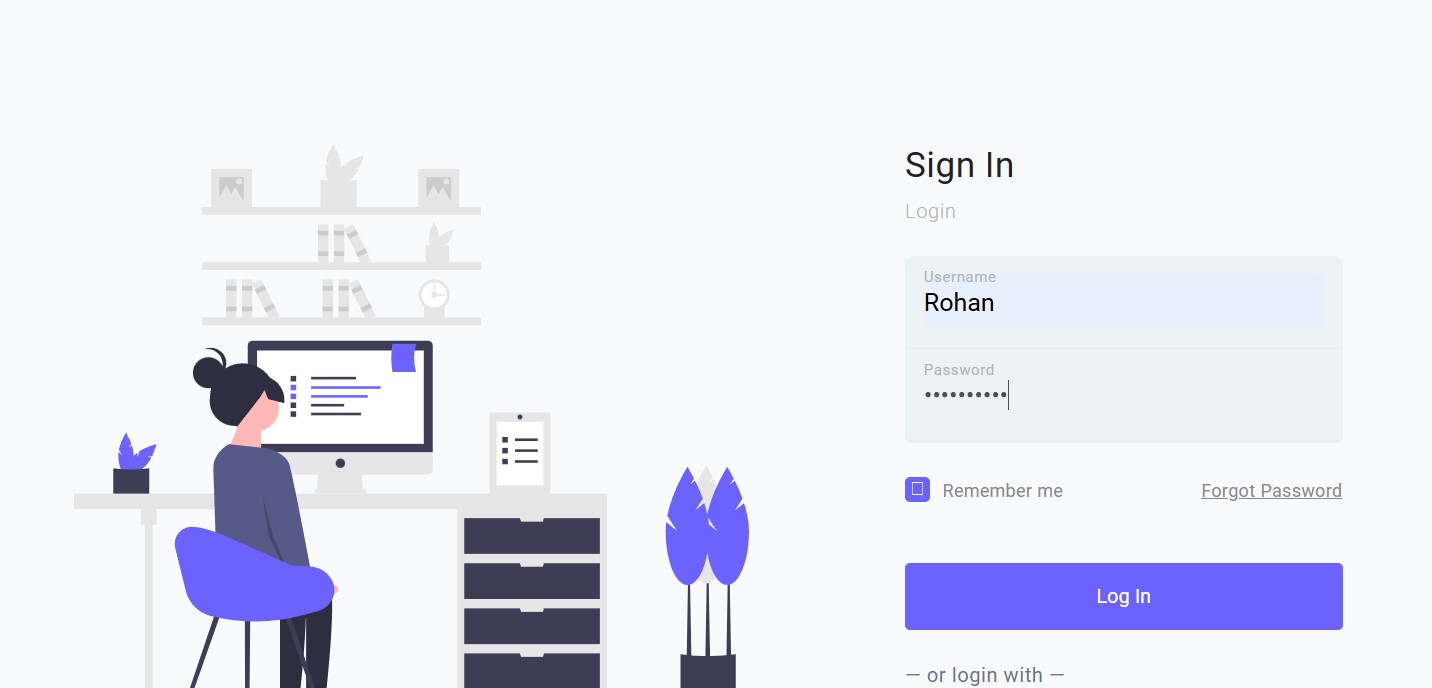 Sign In
Login
Username
Rohan
Password
••••••••••
Remember me
Forgot Password
Log In
— or login with —